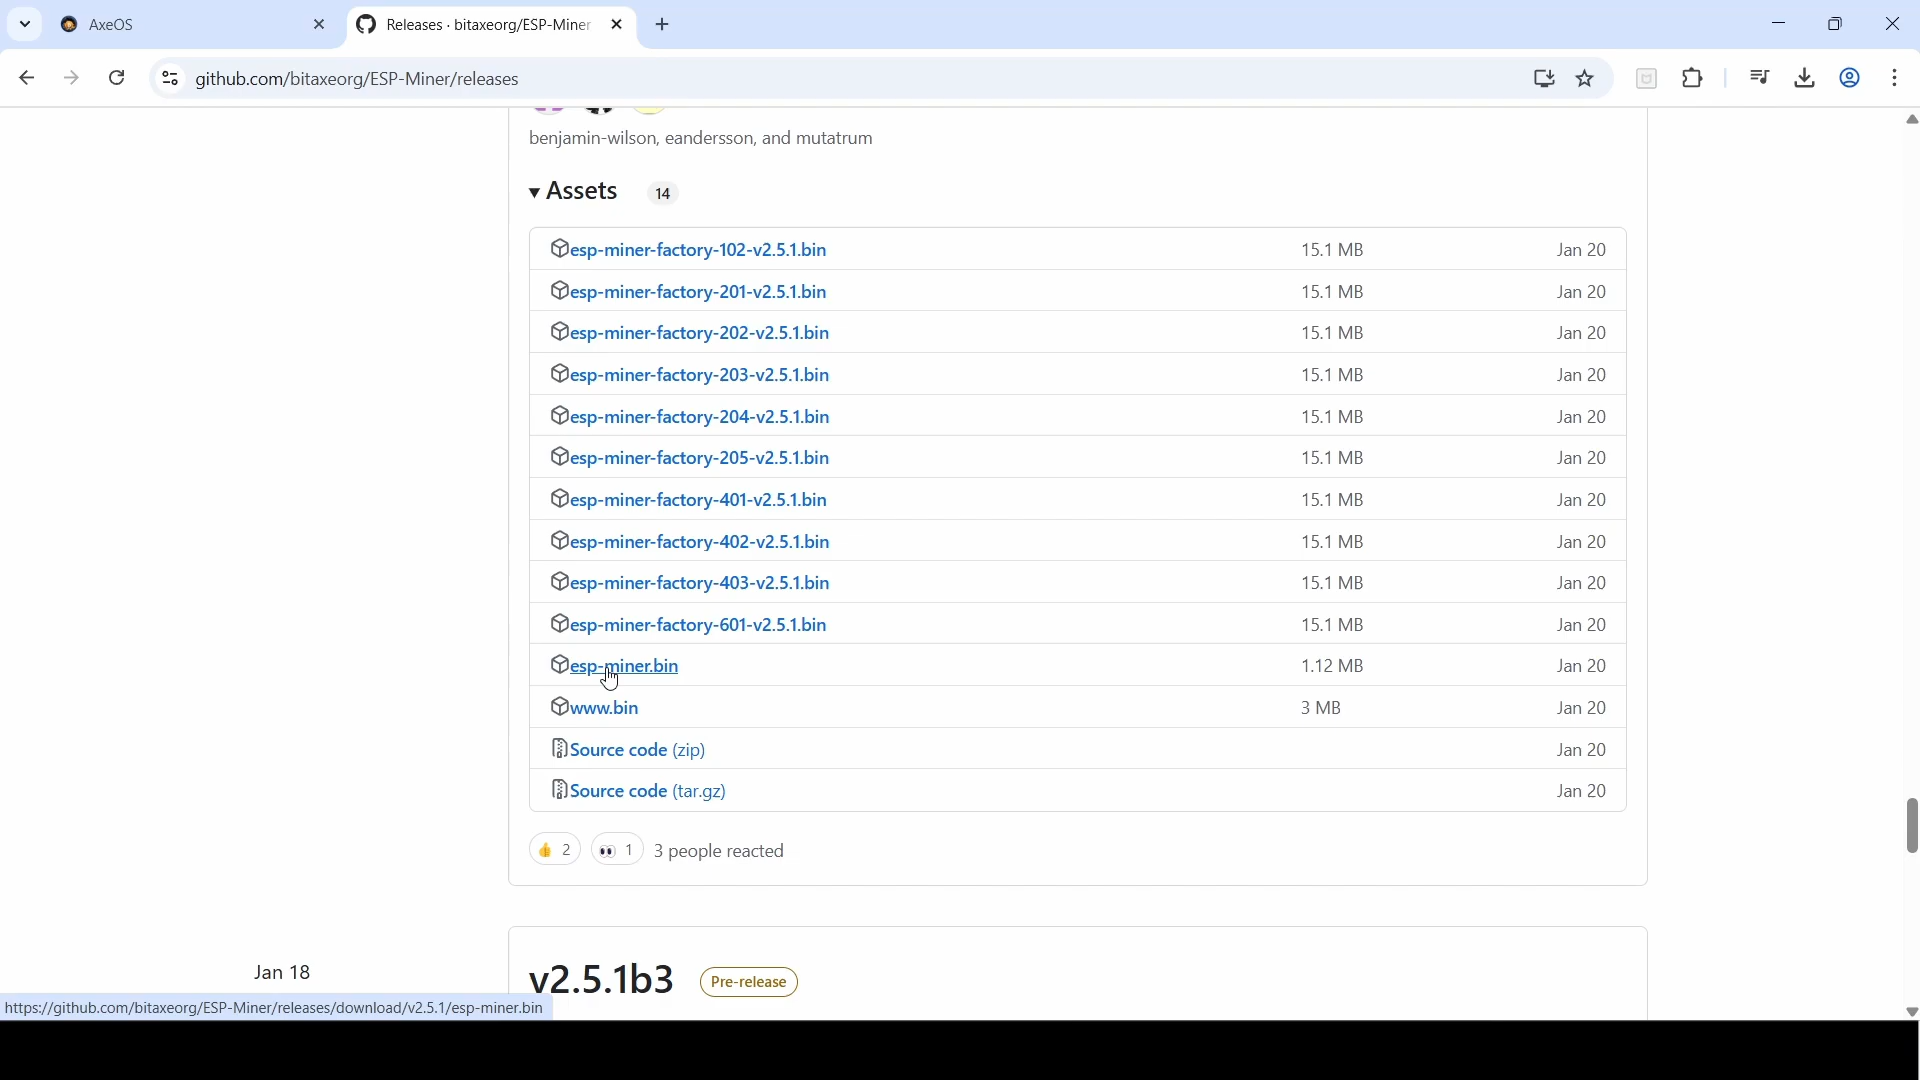 AxeOS
Releases · bitaxeorg/ESP-Miner
github.com/bitaxeorg/ESP-Miner/releases
benjamin-wilson, eandersson, and mutatrum
Assets 14
esp-miner-factory-102-v2.5.1.bin 15.1 MB Jan 20
esp-miner-factory-201-v2.5.1.bin 15.1 MB Jan 20
esp-miner-factory-202-v2.5.1.bin 15.1 MB Jan 20
esp-miner-factory-203-v2.5.1.bin 15.1 MB Jan 20
esp-miner-factory-204-v2.5.1.bin 15.1 MB Jan 20
esp-miner-factory-205-v2.5.1.bin 15.1 MB Jan 20
esp-miner-factory-401-v2.5.1.bin 15.1 MB Jan 20
esp-miner-factory-402-v2.5.1.bin 15.1 MB Jan 20
esp-miner-factory-403-v2.5.1.bin 15.1 MB Jan 20
esp-miner-factory-601-v2.5.1.bin 15.1 MB Jan 20
esp-miner.bin 1.12 MB Jan 20
www.bin 3 MB Jan 20
Source code (zip) Jan 20
Source code (tar.gz) Jan 20
👍 2 👀 1 3 people reacted
Jan 18
v2.5.1b3 Pre-release
https://github.com/bitaxeorg/ESP-Miner/releases/download/v2.5.1/esp-miner.bin